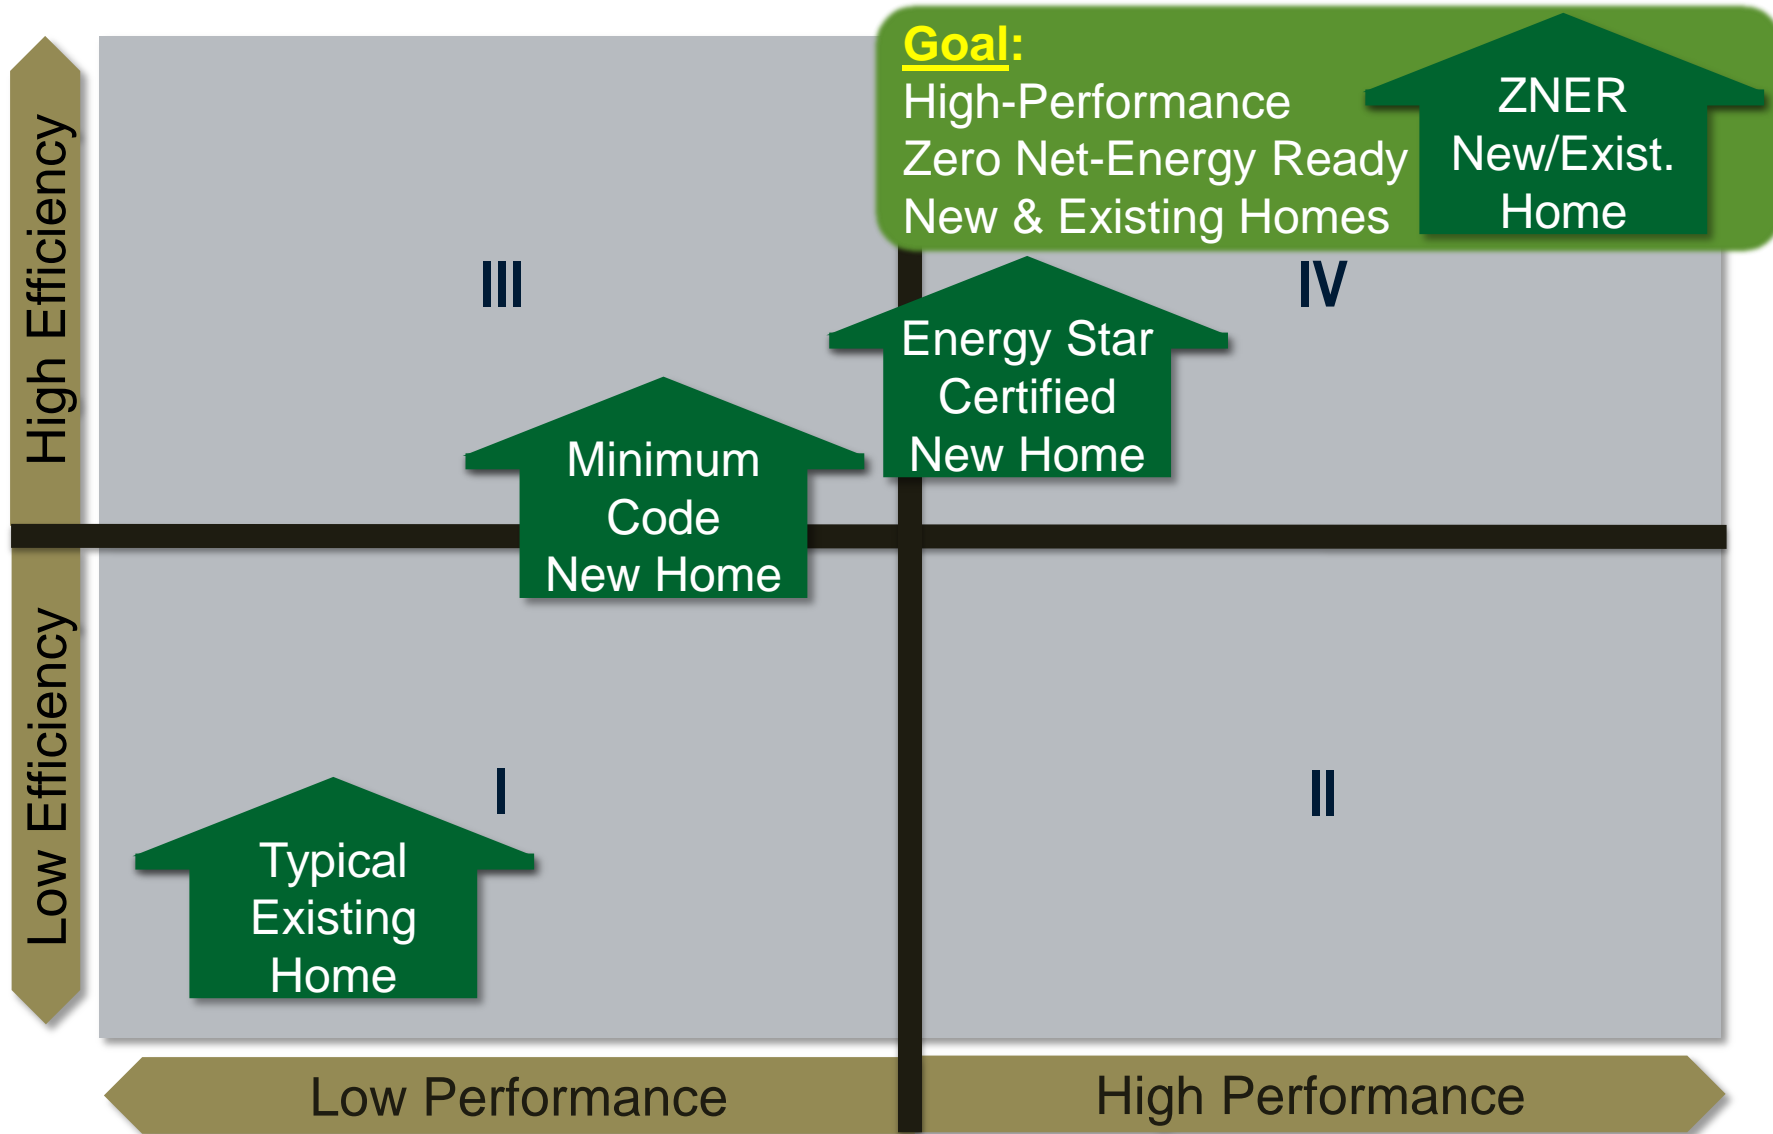 Goal:
High-Performance
Zero Net-Energy Ready
New & Existing Homes
ZNER
New/Exist.
Home
High Efficiency
III
IV
Energy Star
Certified
New Home
Minimum
Code
New Home
Low Efficiency
I
II
Typical
Existing
Home
Low Performance
High Performance